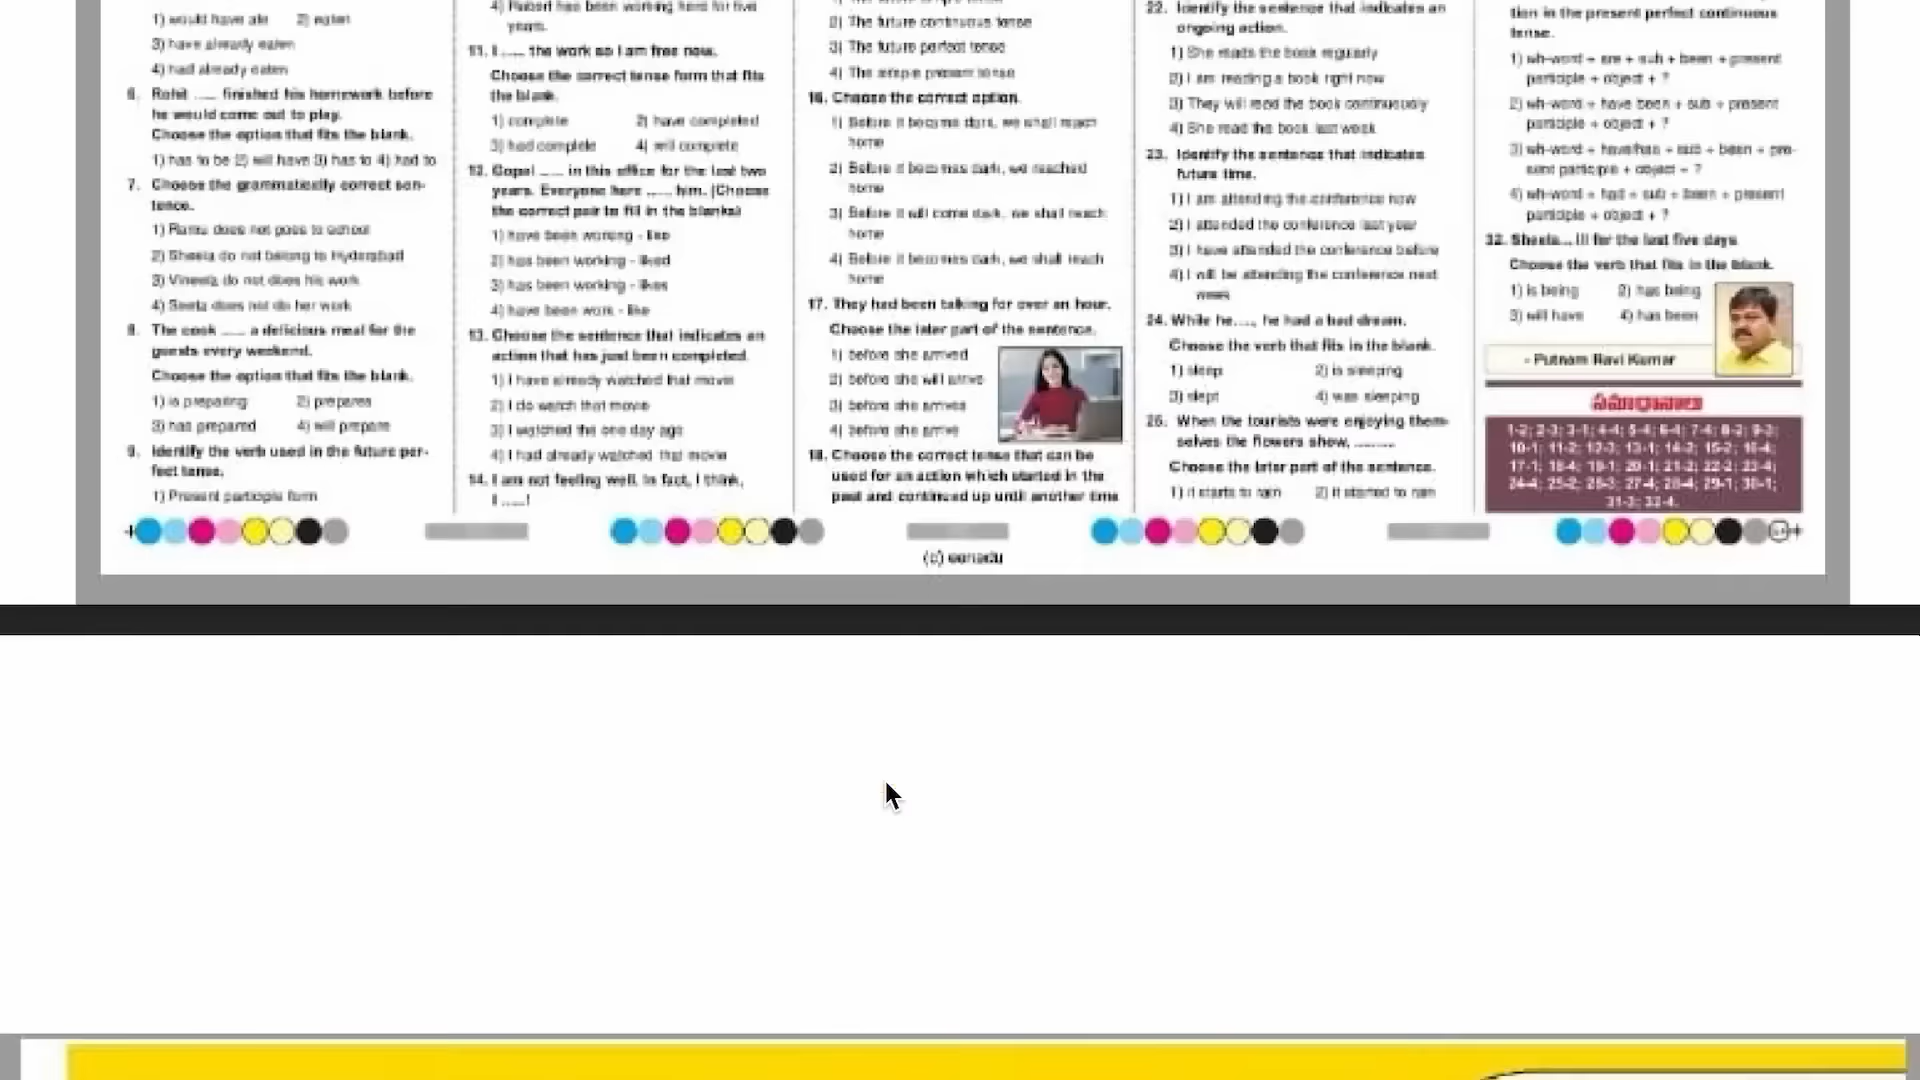 1) would have ate 2) eaten
3) have already eaten
4) had already eaten
6. Rohit ..... finished his homework before
he would come out to play.
Choose the option that fits the blank.
1) has to be 2) will have 3) has to 4) had to
7. Choose the grammatically correct sen-
tence.
1) Ramu does not goes to school
2) Sheela do not belong to Hyderabad
3) Vineela do not does his work
4) Seeta does not do her work
8. The cook ..... a delicious meal for the
guests every weekend.
Choose the option that fits the blank.
1) is preparing 2) prepares
3) has prepared 4) will prepare
9. Identify the verb used in the future per-
fect tense.
1) Present participle form
4) Robert has been working here for five
years.
11. I ..... the work so I am free now.
Choose the correct tense form that fits
the blank.
1) complete 2) have completed
3) had complete 4) will complete
12. Gopal ..... in this office for the last two
years. Everyone here ..... him. (Choose
the correct pair to fill in the blanks)
1) have been working - like
2) has been working - liked
3) has been working - likes
4) have been work - like
13. Choose the sentence that indicates an
action that has just been completed.
1) I have already watched that movie
2) I do watch that movie
3) I watched the one day ago
4) I had already watched that movie
14. I am not feeling well. In fact, I think,
I .....!
2) The future continuous tense
3) The future perfect tense
4) The simple present tense
16. Choose the correct option.
1) Before it became dark, we shall reach
home
2) Before it becomes dark, we reached
home
3) Before it will come dark, we shall reach
home
4) Before it becomes dark, we shall reach
home
17. They had been talking for over an hour.
Choose the later part of the sentence.
1) before she arrived
2) before she will arrive
3) before she arrives
4) before she arrive
18. Choose the correct tense that can be
used for an action which started in the
past and continued up until another time
22. Identify the sentence that indicates an
ongoing action.
1) She reads the book regularly
2) I am reading a book right now
3) They will read the book continuously
4) She read the book last week
23. Identify the sentence that indicates
future time.
1) I am attending the conference now
2) I attended the conference last year
3) I have attended the conference before
4) I will be attending the conference next
week
24. While he...., he had a bad dream.
Choose the verb that fits in the blank.
1) sleep 2) is sleeping
3) slept 4) was sleeping
25. When the tourists were enjoying them-
selves the flowers show, ........
Choose the later part of the sentence.
1) it starts to rain 2) it started to rain
tion in the present perfect continuous
tense.
1) wh-word + are + sub + been + present
participle + object + ?
2) wh-word + have been + sub + present
participle + object + ?
3) wh-word + have/has + sub + been + pre-
sent participle + object + ?
4) wh-word + had + sub + been + present
participle + object + ?
32. Sheela... ill for the last five days
Choose the verb that fits in the blank.
1) is being 2) has being
3) will have 4) has been
- Putnam Ravi Kumar
సమాధానాలు
1-2; 2-3; 3-1; 4-4; 5-4; 6-4; 7-4; 8-2; 9-3;
10-1; 11-2; 12-3; 13-1; 14-2; 15-2; 16-4;
17-1; 18-4; 19-1; 20-1; 21-2; 22-2; 23-4;
24-4; 25-2; 26-3; 27-4; 28-4; 29-1; 30-1;
31-3; 32-4.
(c) eenadu